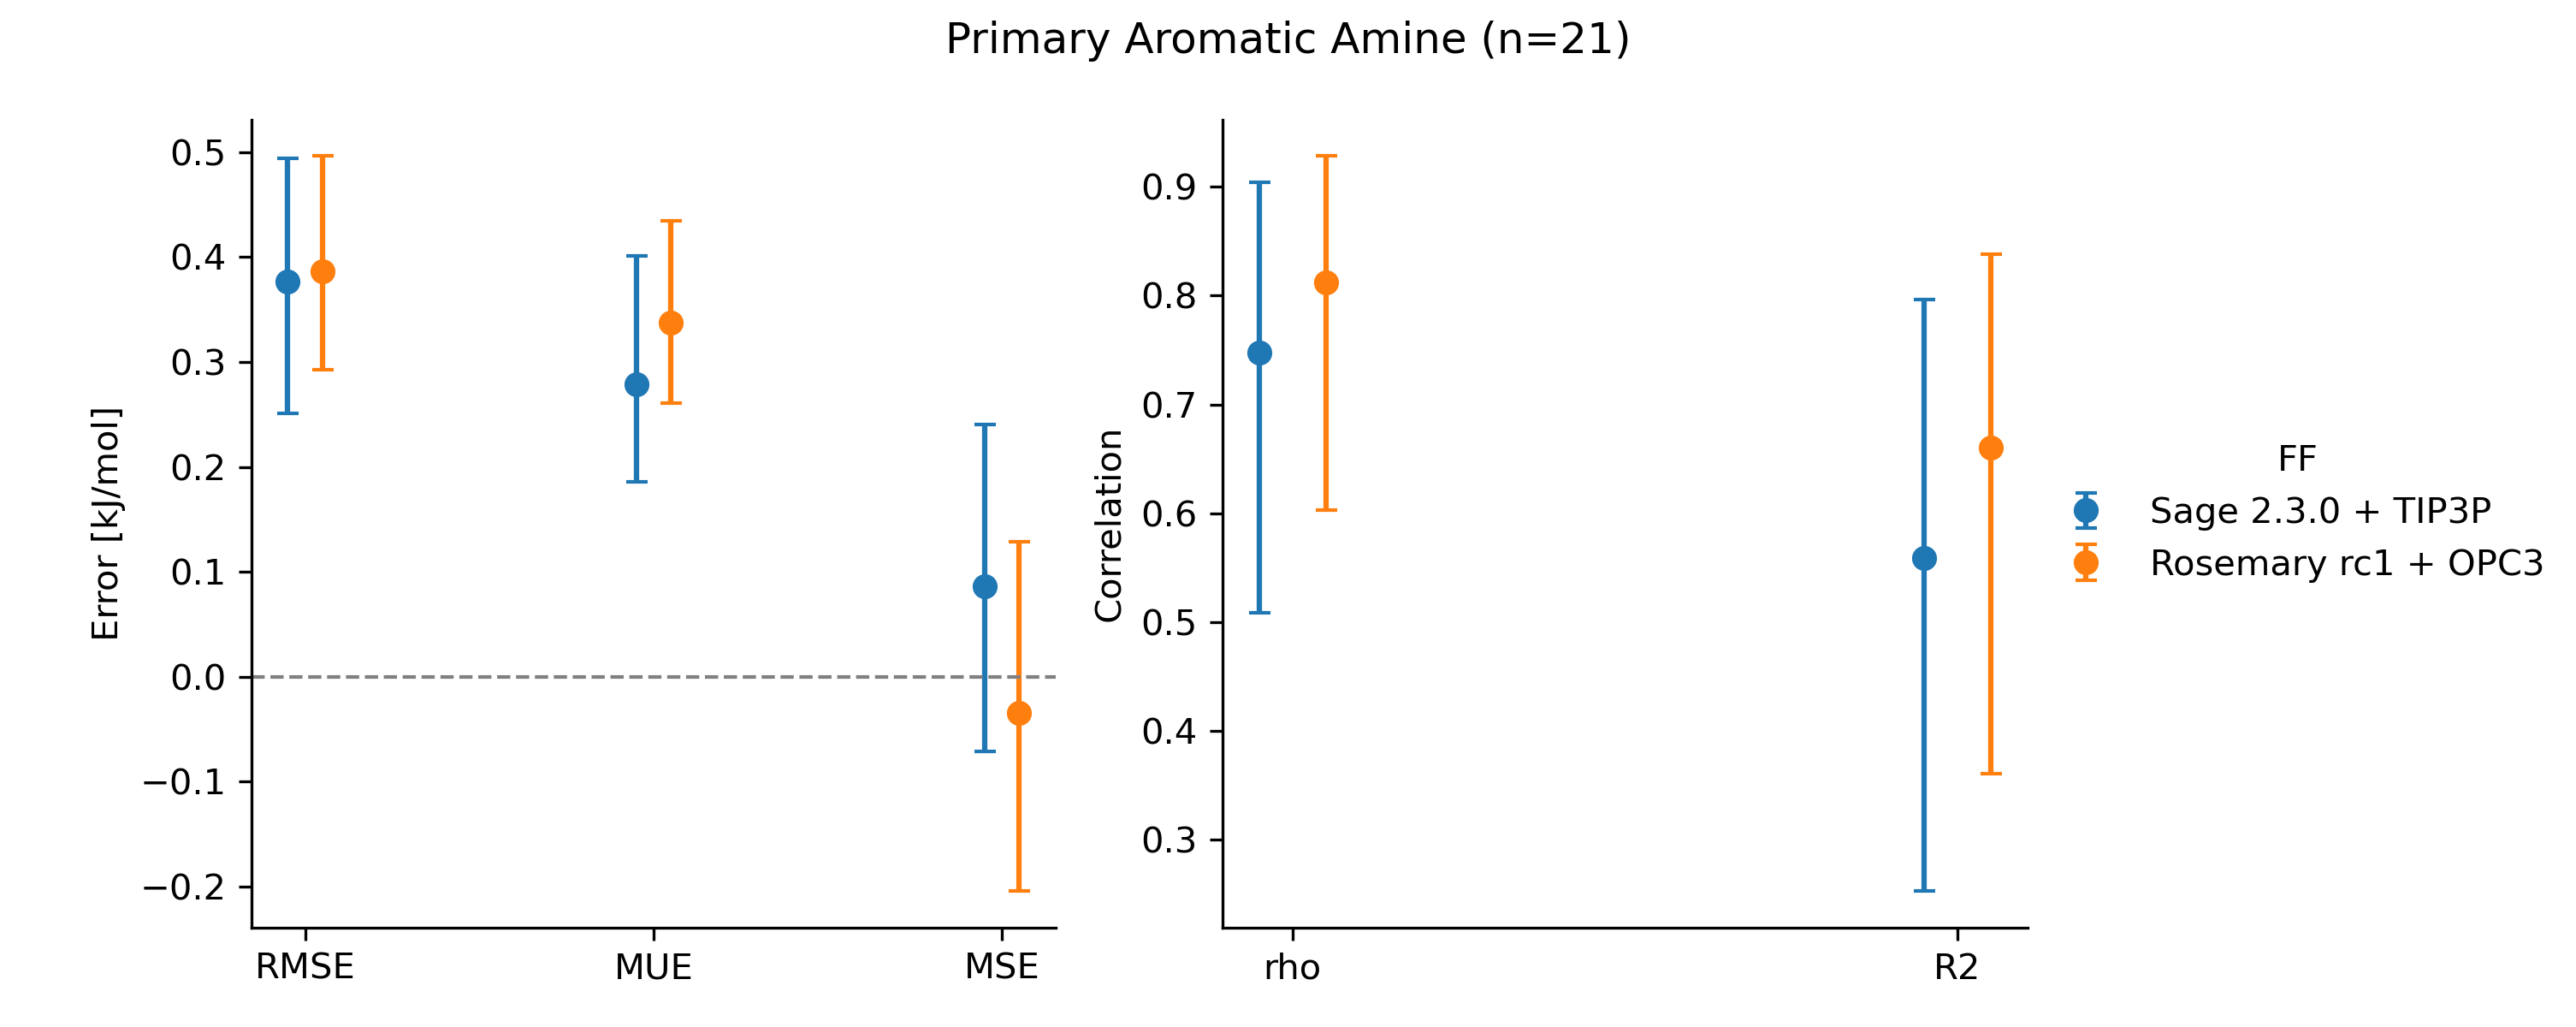 Primary Aromatic Amine (n=21)
Error [kJ/mol]
0.5
0.4
0.3
0.2
0.1
0.0
−0.1
−0.2
RMSE
MUE
MSE
Correlation
0.9
0.8
0.7
0.6
0.5
0.4
0.3
rho
R2
FF
Sage 2.3.0 + TIP3P
Rosemary rc1 + OPC3